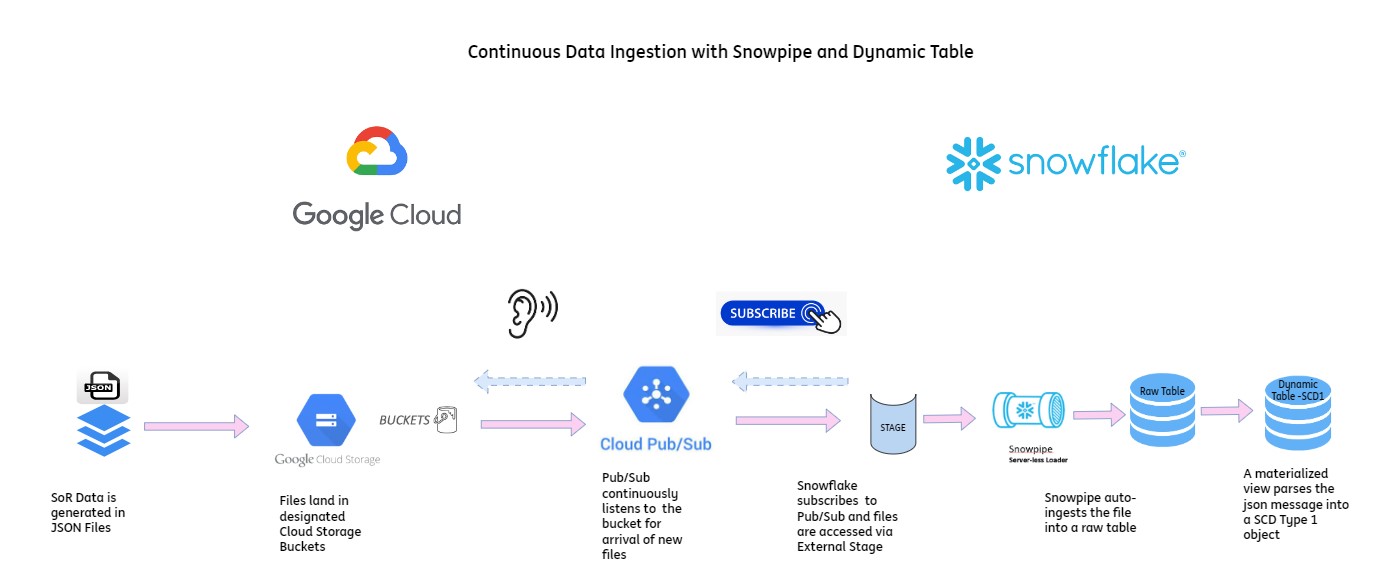 Continuous Data Ingestion with Snowpipe and Dynamic Table
Google Cloud
snowflake®
SUBSCRIBE
JSON
BUCKETS
Google Cloud Storage
Cloud Pub/Sub
STAGE
Snowpipe
Server-less Loader
Raw Table
Dynamic
Table -SCD1
SoR Data is
generated in
JSON Files
Files land in
designated
Cloud Storage
Buckets
Pub/Sub
continuously
listens to the
bucket for
arrival of new
files
Snowflake
subscribes to
Pub/Sub and files
are accessed via
External Stage
Snowpipe auto-
ingests the file
into a raw table
A materialized
view parses the
json message into
a SCD Type 1
object